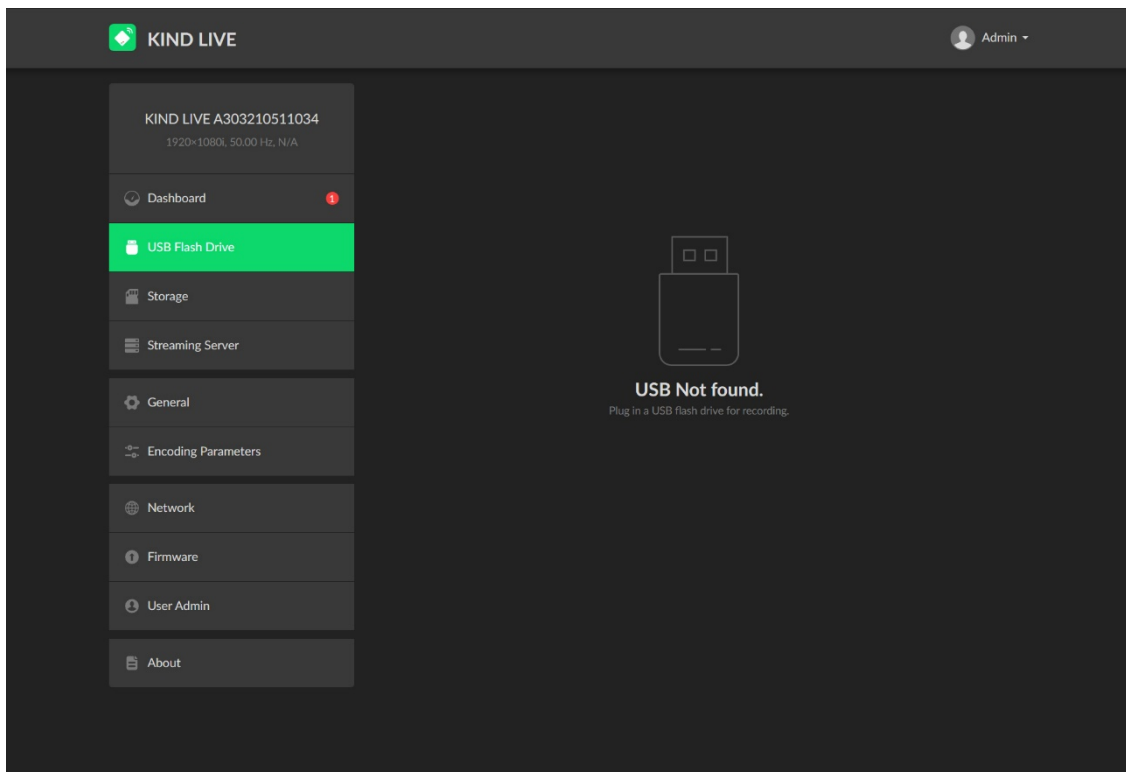 KIND LIVE
Admin
KIND LIVE A303210511034
1920×1080i, 50.00 Hz, N/A
Dashboard 1
USB Flash Drive
Storage
Streaming Server
General
Encoding Parameters
Network
Firmware
User Admin
About
USB Not found.
Plug in a USB flash drive for recording.